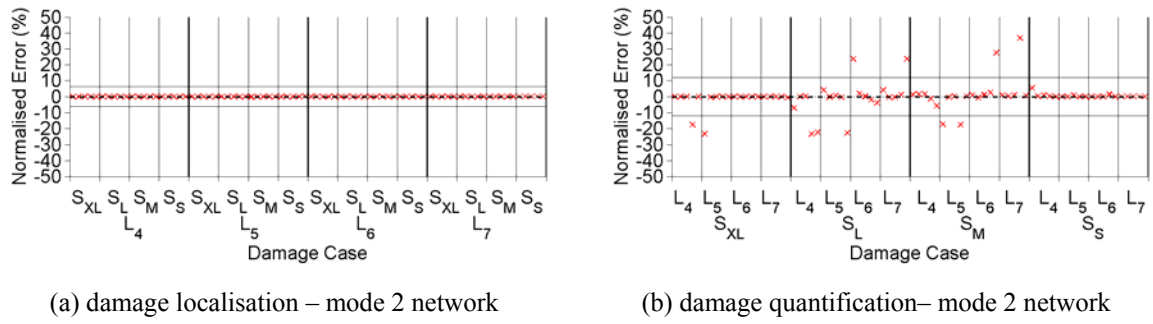 Normalised Error (%)
50
40
30
20
10
0
-10
-20
-30
-40
-50
S_XL S_L S_M S_S S_XL S_L S_M S_S S_XL S_L S_M S_S S_XL S_L S_M S_S
L_4 L_5 L_6 L_7
Damage Case
(a) damage localisation – mode 2 network
Normalised Error (%)
50
40
30
20
10
0
-10
-20
-30
-40
-50
L_4 L_5 L_6 L_7 L_4 L_5 L_6 L_7 L_4 L_5 L_6 L_7 L_4 L_5 L_6 L_7
S_XL S_L S_M S_S
Damage Case
(b) damage quantification– mode 2 network